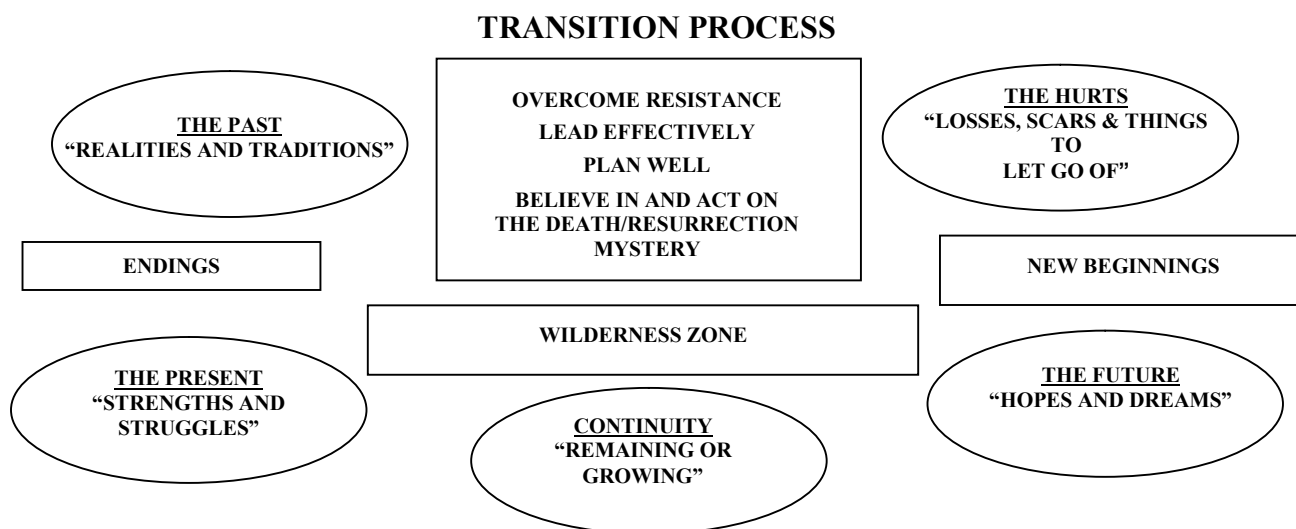 TRANSITION PROCESS
THE PAST
“REALITIES AND TRADITIONS”
OVERCOME RESISTANCE
LEAD EFFECTIVELY
PLAN WELL
BELIEVE IN AND ACT ON
THE DEATH/RESURRECTION
MYSTERY
THE HURTS
“LOSSES, SCARS & THINGS
TO
LET GO OF”
ENDINGS
NEW BEGINNINGS
WILDERNESS ZONE
THE PRESENT
“STRENGTHS AND
STRUGGLES”
CONTINUITY
“REMAINING OR
GROWING”
THE FUTURE
“HOPES AND DREAMS”